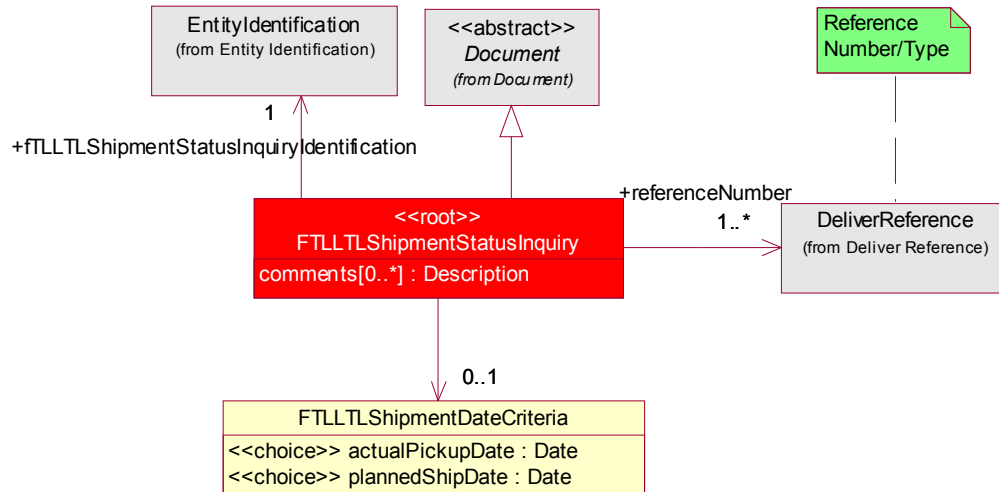 EntityIdentification
(from Entity Identification)
<<abstract>>
Document
(from Document)
Reference
Number/Type
1
+fTLLTLShipmentStatusInquiryIdentification
+referenceNumber
1..*
<<root>>
FTLLTLShipmentStatusInquiry
comments[0..*] : Description
DeliverReference
(from Deliver Reference)
0..1
FTLLTLShipmentDateCriteria
<<choice>> actualPickupDate : Date
<<choice>> plannedShipDate : Date